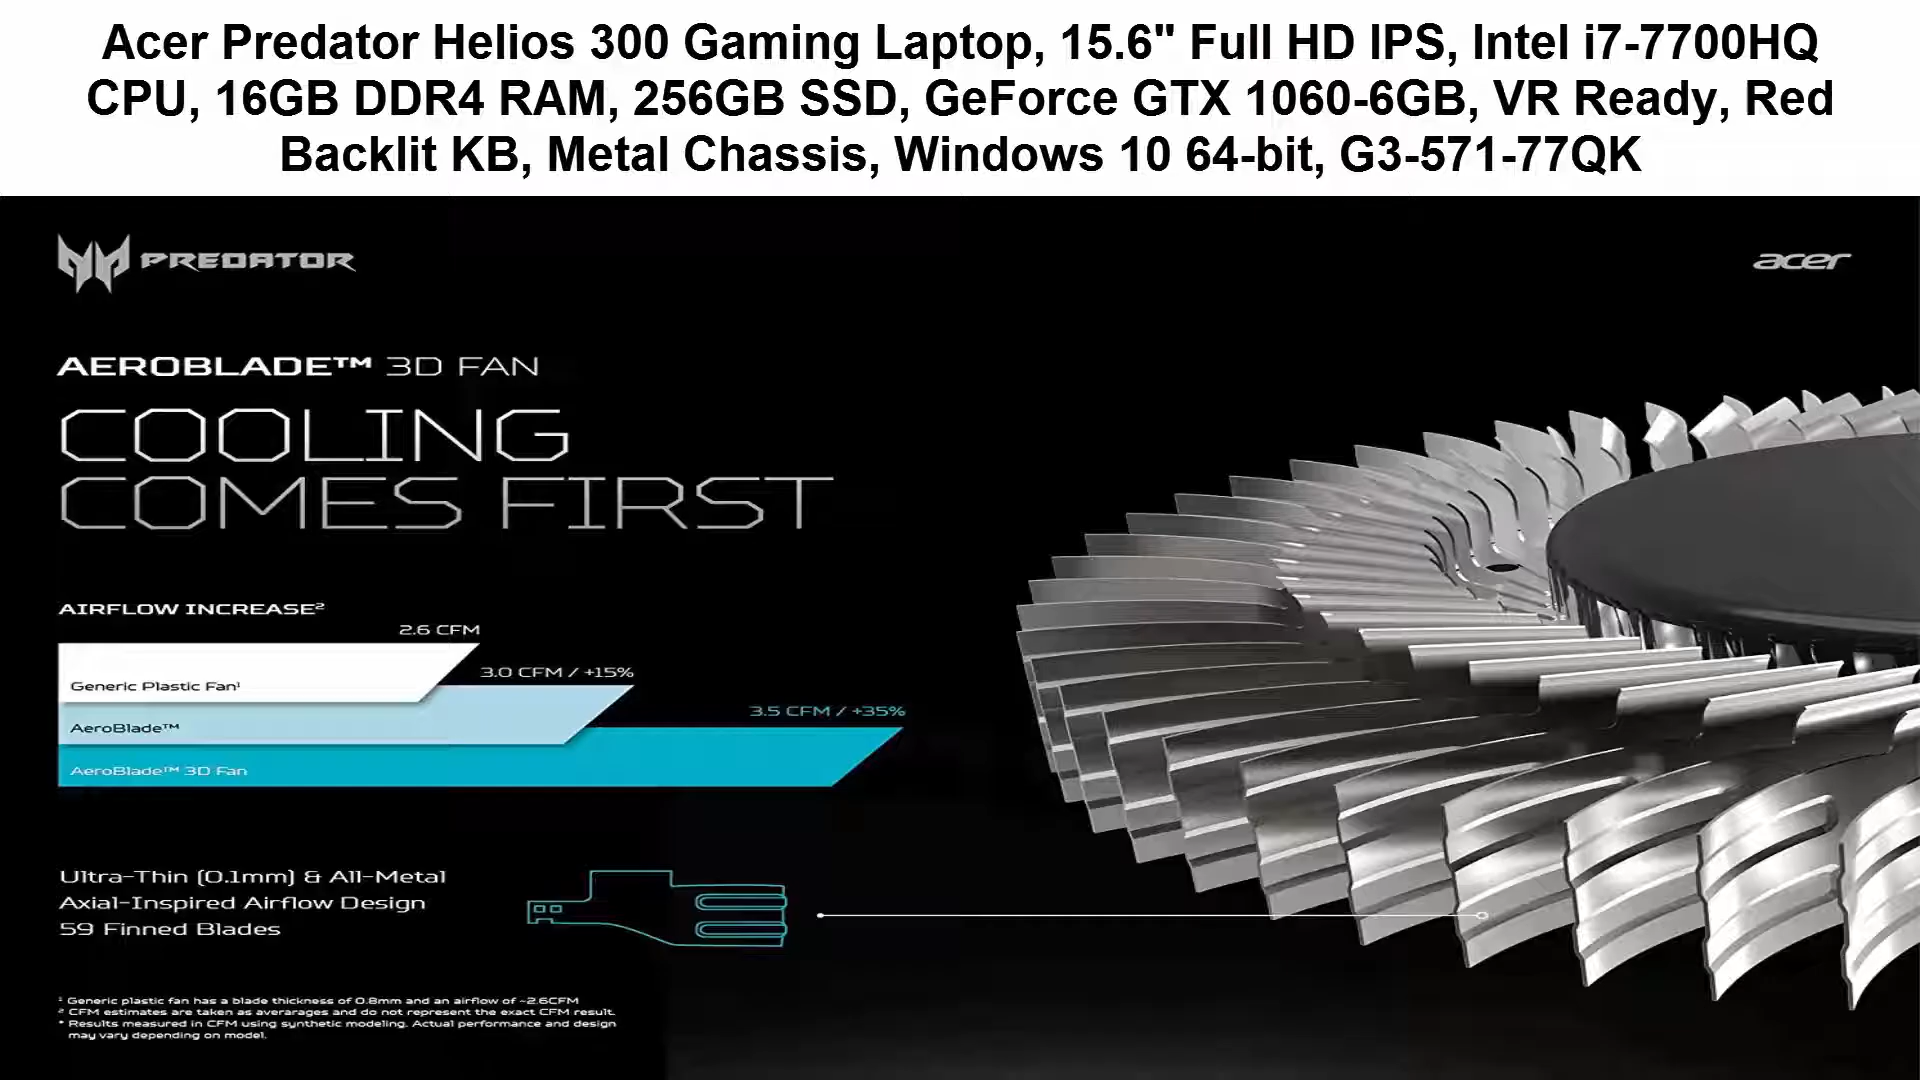 Acer Predator Helios 300 Gaming Laptop, 15.6" Full HD IPS, Intel i7-7700HQ
CPU, 16GB DDR4 RAM, 256GB SSD, GeForce GTX 1060-6GB, VR Ready, Red
Backlit KB, Metal Chassis, Windows 10 64-bit, G3-571-77QK
PREDATOR
acer
AEROBLADE™ 3D FAN
COOLING
COMES FIRST
AIRFLOW INCREASE²
2.6 CFM
Generic Plastic Fan¹
3.0 CFM / +15%
AeroBlade™
3.5 CFM / +35%
AeroBlade™ 3D Fan
Ultra-Thin (0.1mm) & All-Metal
Axial-Inspired Airflow Design
59 Finned Blades
¹ Generic plastic fan has a blade thickness of 0.8mm and an airflow of ~2.6CFM
² CFM estimates are taken as averarages and do not represent the exact CFM result.
* Results measured in CFM using synthetic modeling. Actual performance and design
may vary depending on model.